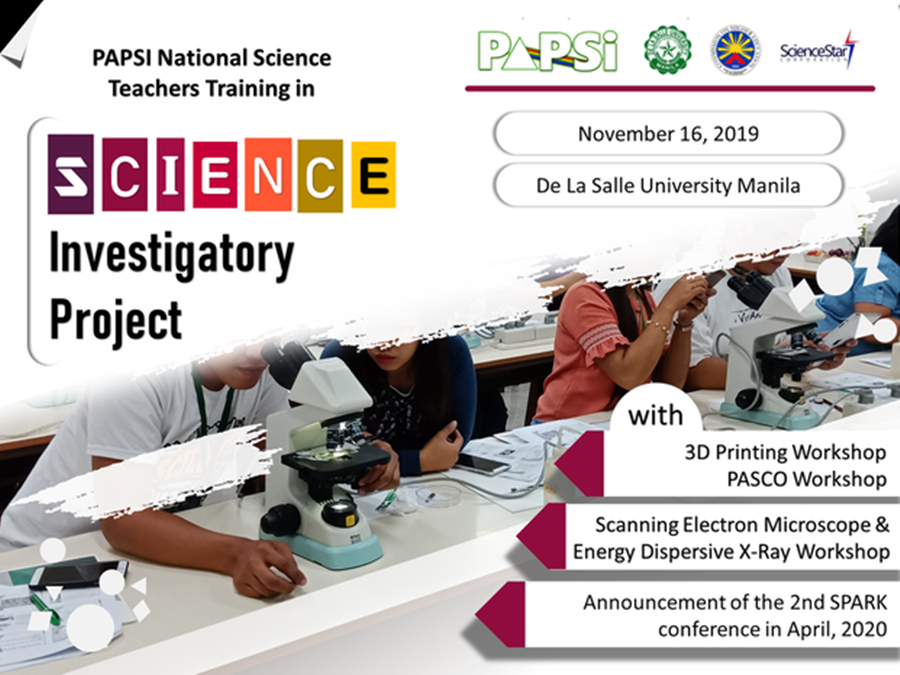 PAPSI National Science
Teachers Training in
SCIENCE
Investigatory
Project
PAPSi
ScienceStar
CORPORATION
November 16, 2019
De La Salle University Manila
with
3D Printing Workshop
PASCO Workshop
Scanning Electron Microscope &
Energy Dispersive X-Ray Workshop
Announcement of the 2nd SPARK
conference in April, 2020